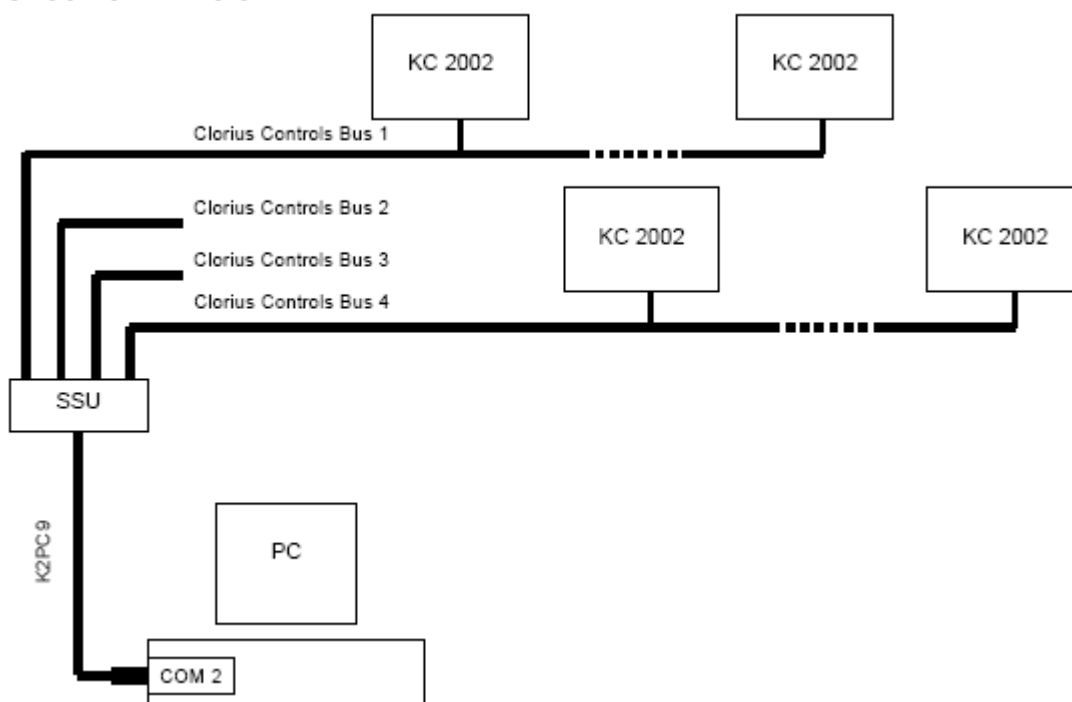 KC 2002
KC 2002
Clorius Controls Bus 1
Clorius Controls Bus 2
KC 2002
KC 2002
Clorius Controls Bus 3
Clorius Controls Bus 4
SSU
K2PC9
PC
COM 2